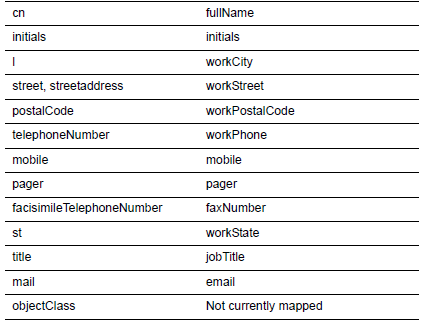 cn fullName
initials initials
l workCity
street, streetaddress workStreet
postalCode workPostalCode
telephoneNumber workPhone
mobile mobile
pager pager
facisimileTelephoneNumber faxNumber
st workState
title jobTitle
mail email
objectClass Not currently mapped